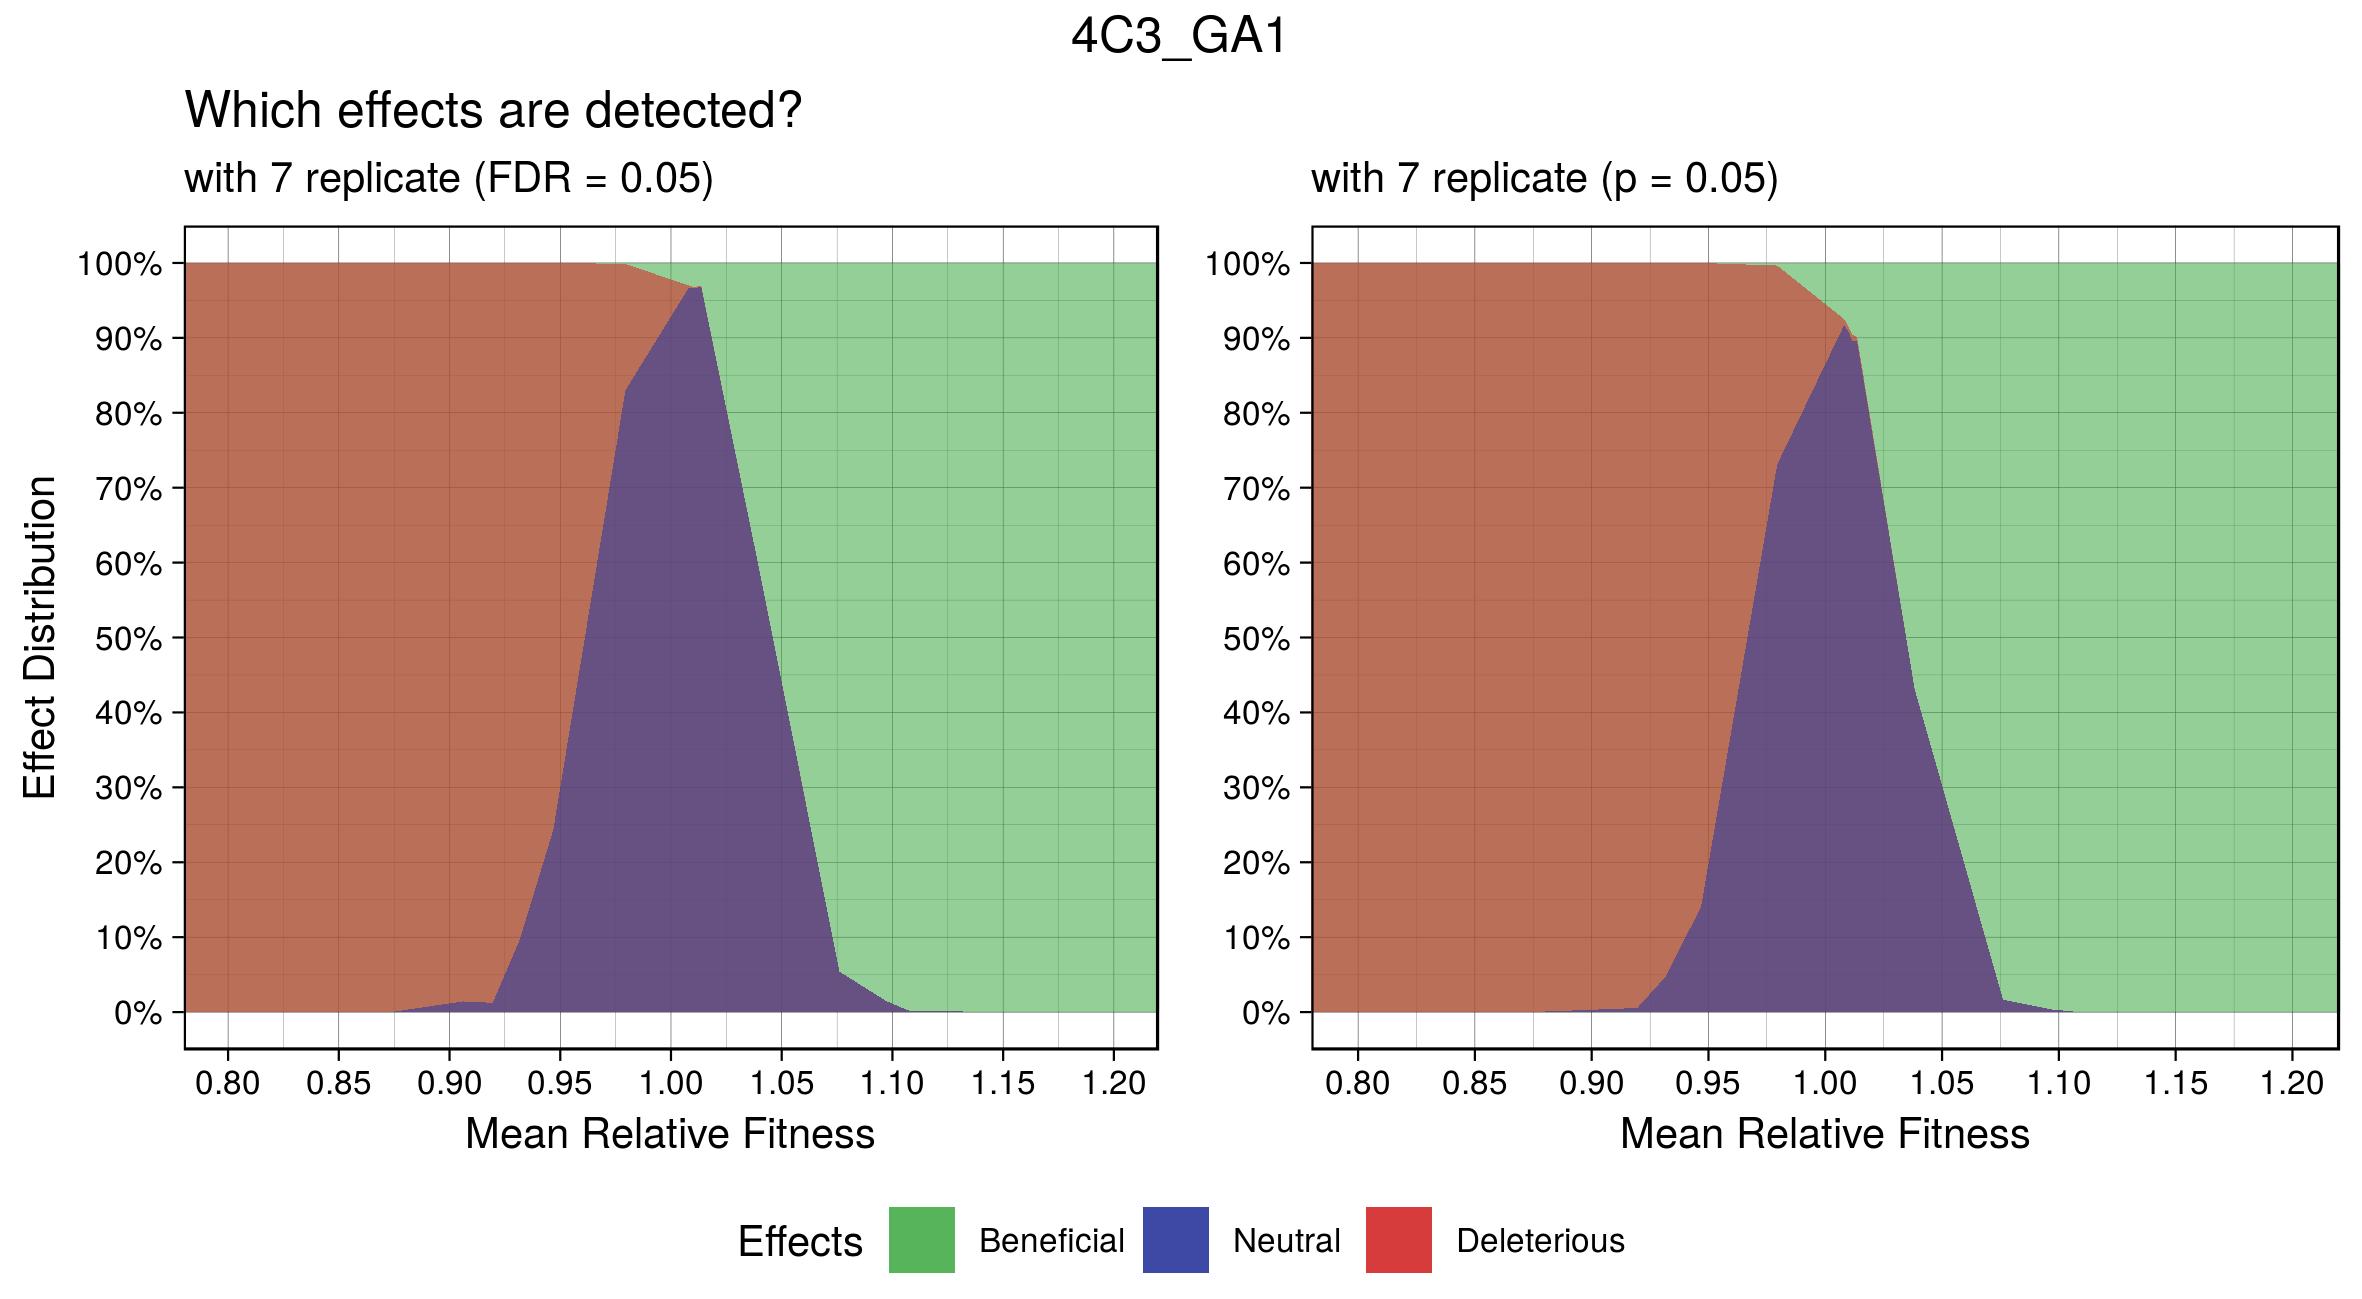 4C3_GA1
Which effects are detected?
with 7 replicate (FDR = 0.05)
with 7 replicate (p = 0.05)
Effect Distribution
100%
90%
80%
70%
60%
50%
40%
30%
20%
10%
0%
0.80 0.85 0.90 0.95 1.00 1.05 1.10 1.15 1.20
Mean Relative Fitness
100%
90%
80%
70%
60%
50%
40%
30%
20%
10%
0%
0.80 0.85 0.90 0.95 1.00 1.05 1.10 1.15 1.20
Mean Relative Fitness
Effects Beneficial Neutral Deleterious